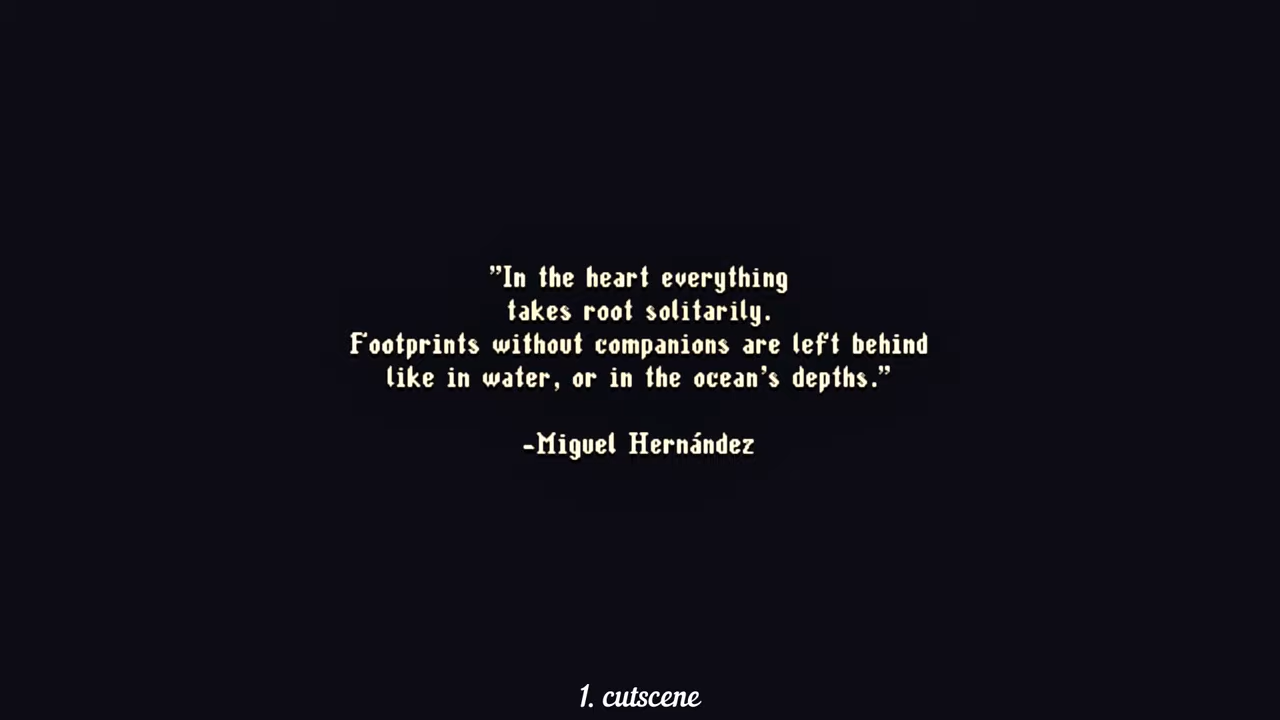 "In the heart everything
takes root solitarily.
Footprints without companions are left behind
like in water, or in the ocean's depths."
-Miguel Hernández
1. cutscene